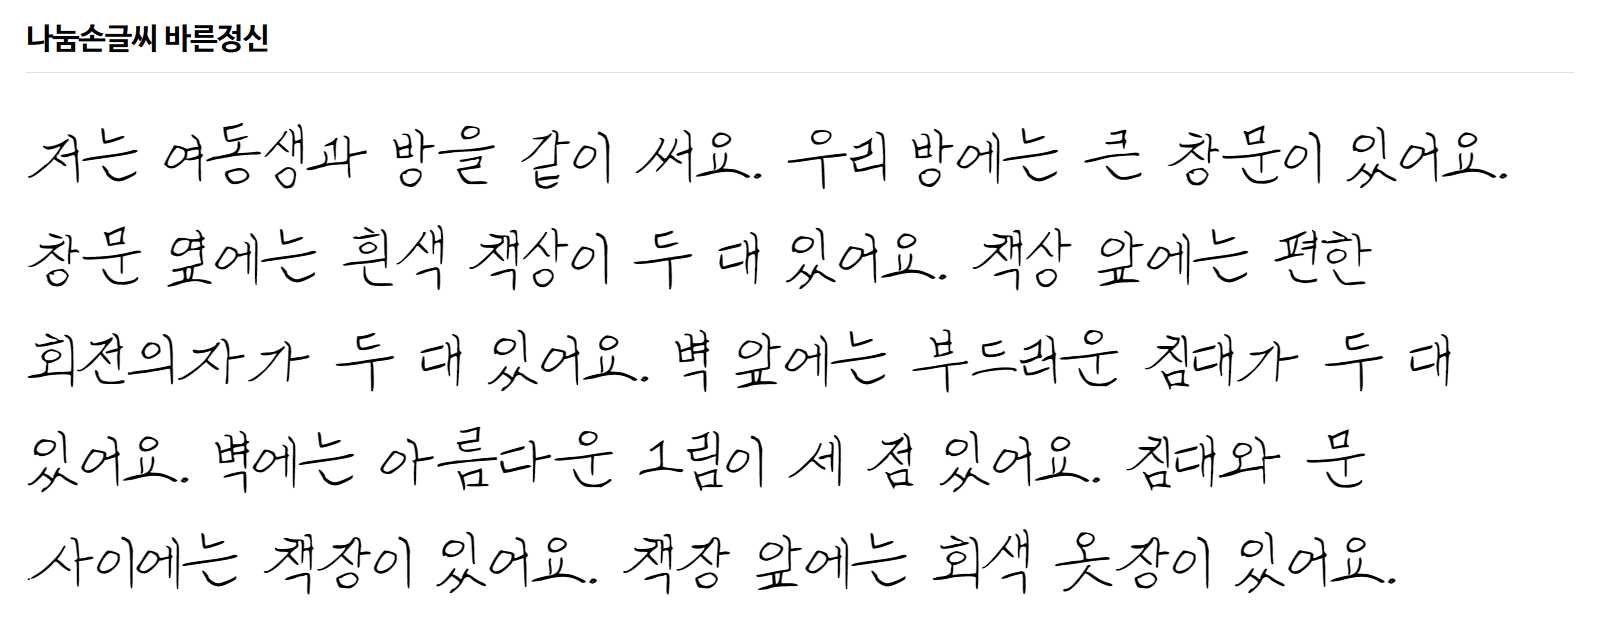 나눔손글씨 바른정신
저는 여동생과 방을 같이 써요. 우리 방에는 큰 창문이 있어요.
창문 옆에는 흰색 책상이 두 대 있어요. 책상 앞에는 편한
회전의자가 두 대 있어요. 벽 앞에는 부드러운 침대가 두 대
있어요. 벽에는 아름다운 그림이 세 점 있어요. 침대와 문
사이에는 책장이 있어요. 책장 앞에는 회색 옷장이 있어요.